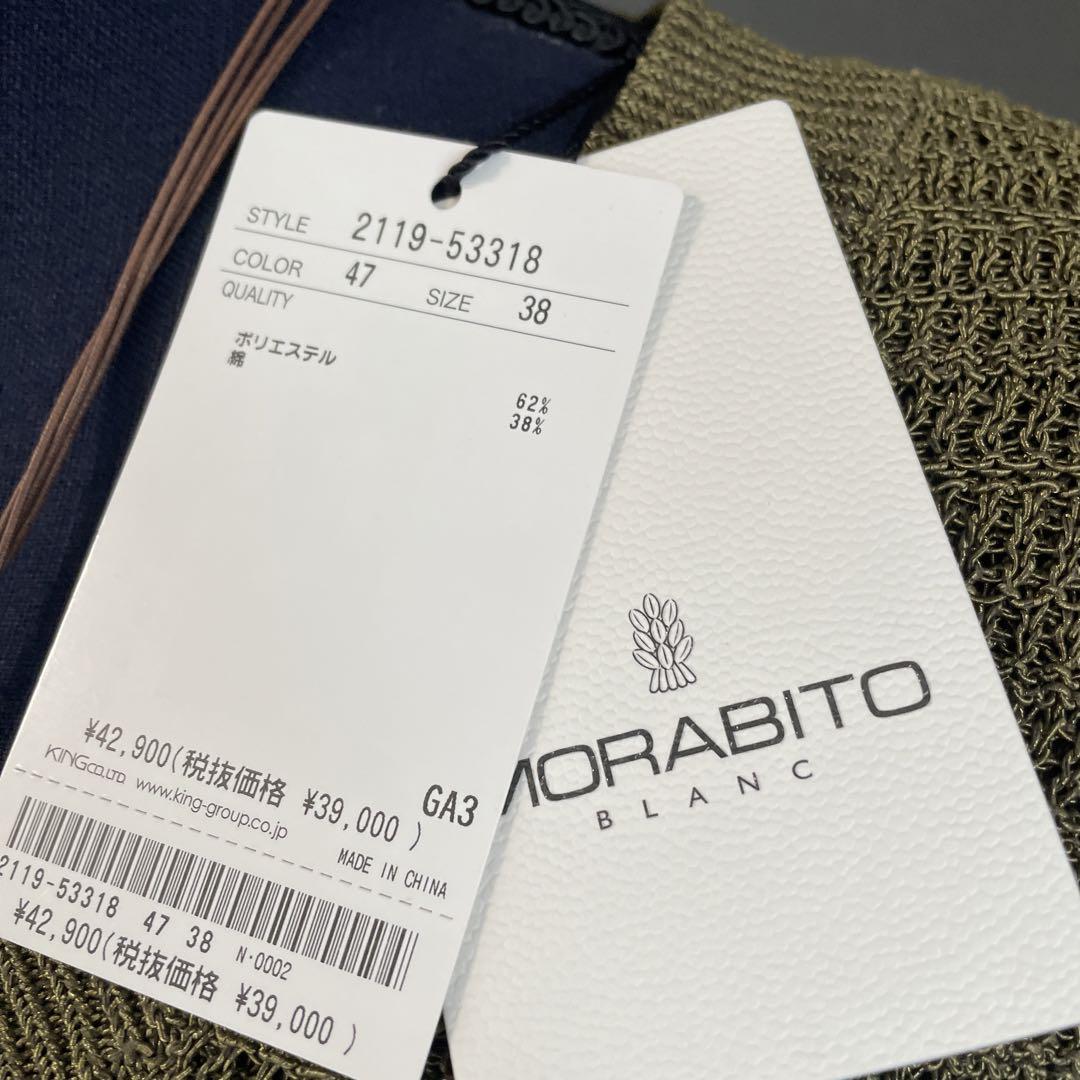 STYLE 2119-53318
COLOR 47 SIZE 38
QUALITY
ポリエステル 62%
綿 38%
¥42,900(税抜価格 ¥39,000 )
GA3
KING CO.,LTD www.king-group.co.jp
MADE IN CHINA
2119-53318 47 38 N·0002
¥42,900(税抜価格 ¥39,000 )
MORABITO
BLANC